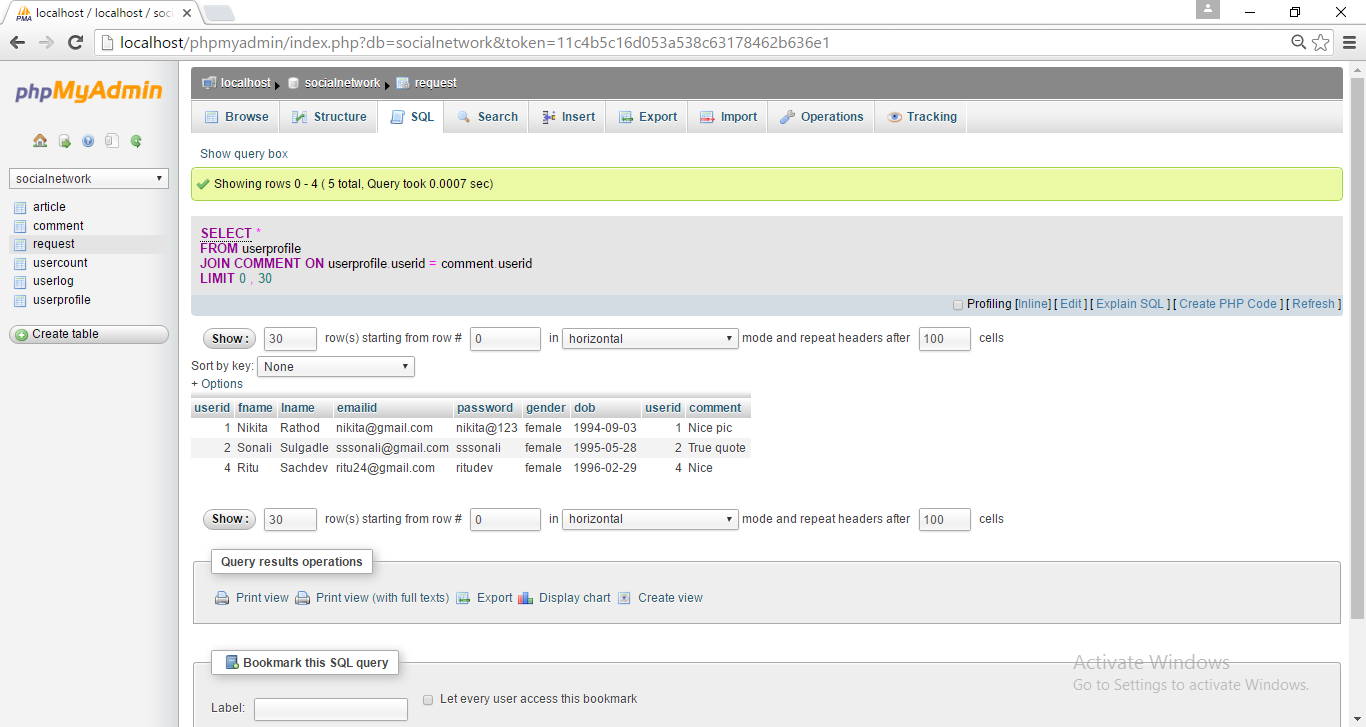 localhost / localhost / soc
localhost/phpmyadmin/index.php?db=socialnetwork&token=11c4b5c16d053a538c63178462b636e1
phpMyAdmin
socialnetwork
article
comment
request
usercount
userlog
userprofile
Create table
localhost socialnetwork request
Browse Structure SQL Search Insert Export Import Operations Tracking
Show query box
Showing rows 0 - 4 ( 5 total, Query took 0.0007 sec)
SELECT *
FROM userprofile
JOIN COMMENT ON userprofile.userid = comment.userid
LIMIT 0 , 30
Profiling [Inline] [ Edit ] [ Explain SQL ] [ Create PHP Code ] [ Refresh ]
Show : 30 row(s) starting from row # 0 in horizontal mode and repeat headers after 100 cells
Sort by key: None
+ Options
userid fname lname emailid password gender dob userid comment
1 Nikita Rathod nikita@gmail.com nikita@123 female 1994-09-03 1 Nice pic
2 Sonali Sulgadle sssonali@gmail.com sssonali female 1995-05-28 2 True quote
4 Ritu Sachdev ritu24@gmail.com ritudev female 1996-02-29 4 Nice
Show : 30 row(s) starting from row # 0 in horizontal mode and repeat headers after 100 cells
Query results operations
Print view Print view (with full texts) Export Display chart Create view
Bookmark this SQL query
Label: Let every user access this bookmark
Activate Windows
Go to Settings to activate Windows.